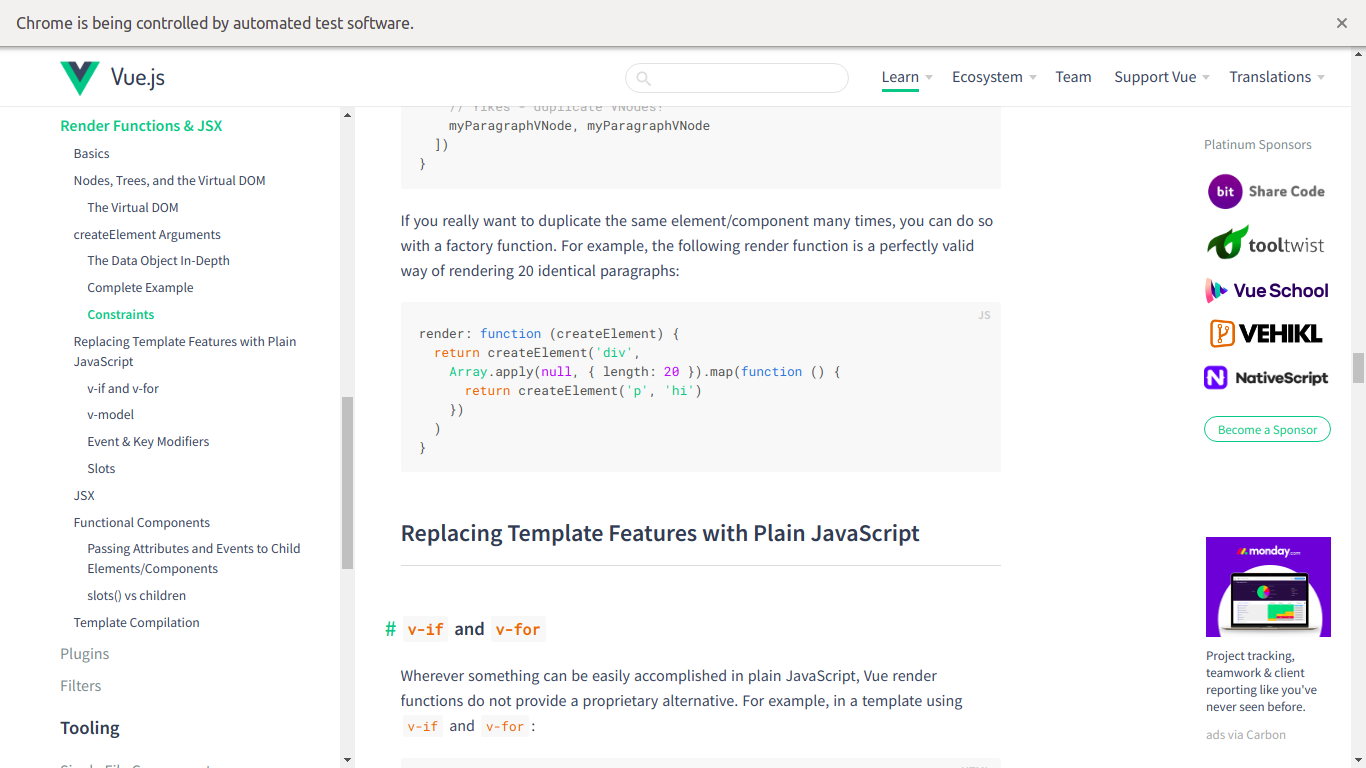 Chrome is being controlled by automated test software.
Vue.js
Learn
Ecosystem
Team
Support Vue
Translations
Render Functions & JSX
Basics
Nodes, Trees, and the Virtual DOM
The Virtual DOM
createElement Arguments
The Data Object In-Depth
Complete Example
Constraints
Replacing Template Features with Plain
JavaScript
v-if and v-for
v-model
Event & Key Modifiers
Slots
JSX
Functional Components
Passing Attributes and Events to Child
Elements/Components
slots() vs children
Template Compilation
Plugins
Filters
Tooling
// Yikes - duplicate VNodes!
myParagraphVNode, myParagraphVNode
])
}
If you really want to duplicate the same element/component many times, you can do so
with a factory function. For example, the following render function is a perfectly valid
way of rendering 20 identical paragraphs:
JS
render: function (createElement) {
return createElement('div',
Array.apply(null, { length: 20 }).map(function () {
return createElement('p', 'hi')
})
)
}
Replacing Template Features with Plain JavaScript
# v-if and v-for
Wherever something can be easily accomplished in plain JavaScript, Vue render
functions do not provide a proprietary alternative. For example, in a template using
v-if and v-for:
Platinum Sponsors
bit Share Code
tooltwist
Vue School
VEHIKL
NativeScript
Become a Sponsor
monday.com
Project tracking,
teamwork & client
reporting like you've
never seen before.
ads via Carbon